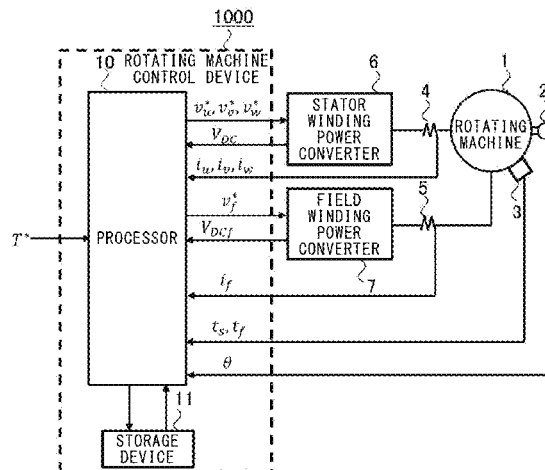 1000
10 ROTATING MACHINE
CONTROL DEVICE
6
1
2
v*u, v*v, v*w
STATOR
WINDING
POWER
CONVERTER
4
ROTATING
MACHINE
VDC
iu, iv, iw
3
v*f
FIELD
WINDING
POWER
CONVERTER
5
T*
PROCESSOR
VDCf
7
if
ts, tf
θ
11
STORAGE
DEVICE